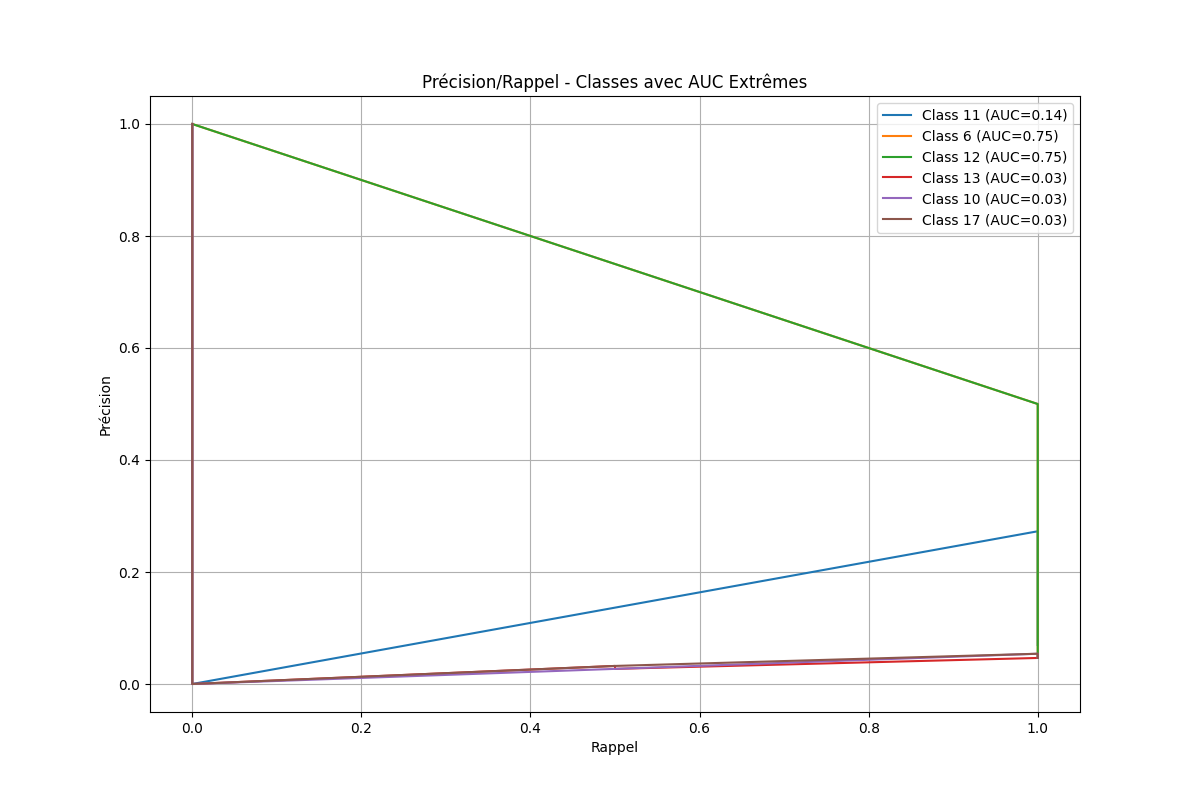 Précision/Rappel - Classes avec AUC Extrêmes
Class 11 (AUC=0.14)
Class 6 (AUC=0.75)
Class 12 (AUC=0.75)
Class 13 (AUC=0.03)
Class 10 (AUC=0.03)
Class 17 (AUC=0.03)
1.0
0.8
0.6
0.4
0.2
0.0
Précision
0.0 0.2 0.4 0.6 0.8 1.0
Rappel